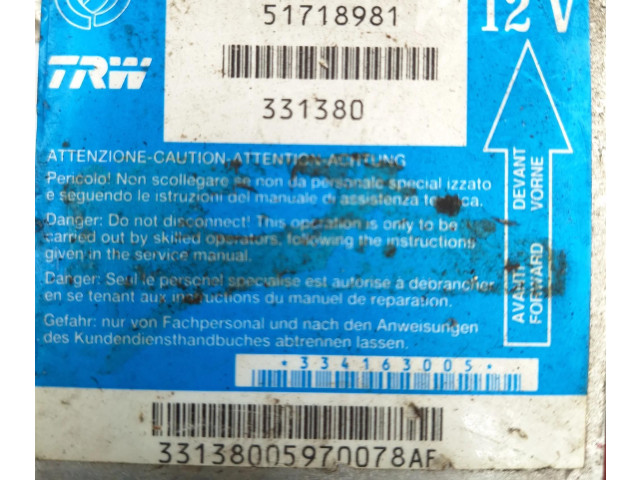 51718981
12 V
TRW
331380
ATTENZIONE-CAUTION-ATTENTION-ACHTUNG
Pericolo! Non scollegare se non da personale specializzato
e seguendo le istruzioni del manuale di assistenza tecnica.
Danger: Do not disconnect! This operation is only to be
carried out by skilled operators, following the instructions
given in the service manual.
Danger: Seul le personel specialise est autorise à debrancher
en se tenant aux instructions du manuel de reparation.
Gefahr: nur von Fachpersonal und nach den Anweisungen
des Kundendiensthandbuches abtrennen lassen.
AVANTI DEVANT
FORWARD VORNE
*334163005*
33138005970078AF